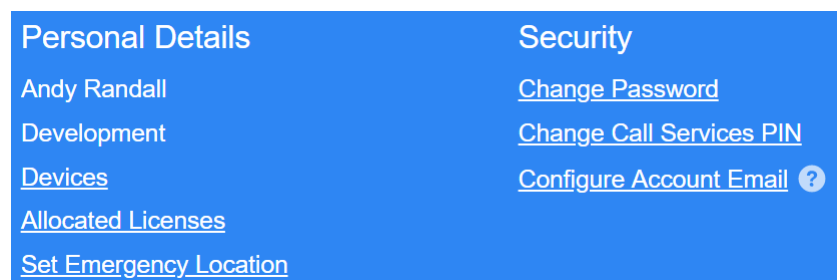 Personal Details
Andy Randall
Development
Devices
Allocated Licenses
Set Emergency Location
Security
Change Password
Change Call Services PIN
Configure Account Email ?